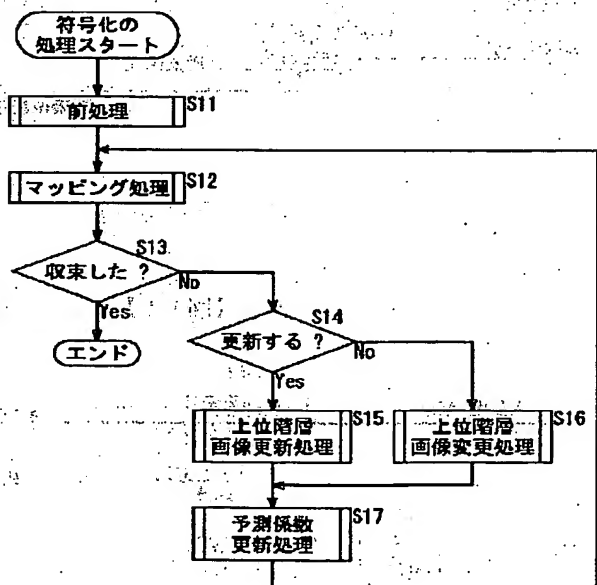 符号化の
処理スタート
前処理
S11
マッピング処理
S12
S13
収束した ?
No
Yes
エンド
S14
更新する ?
No
Yes
上位階層
画像更新処理
S15
上位階層
画像変更処理
S16
予測係数
更新処理
S17